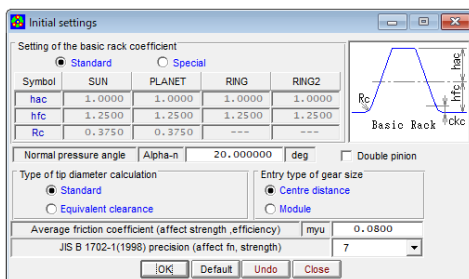 Initial settings
Setting of the basic rack coefficient
Standard Special
Symbol SUN PLANET RING RING2
hac 1.0000 1.0000 1.0000 1.0000
hfc 1.2500 1.2500 1.2500 1.2500
Rc 0.3750 0.3750 --- ---
hac
hfc
Rc
ckc
Basic Rack
Normal pressure angle Alpha-n 20.000000 deg Double pinion
Type of tip diameter calculation
Standard
Equivalent clearance
Entry type of gear size
Centre distance
Module
Average friction coefficient (affect strength ,efficiency) myu 0.0800
JIS B 1702-1(1998) precision (affect fn, strength) 7
OK Default Undo Close